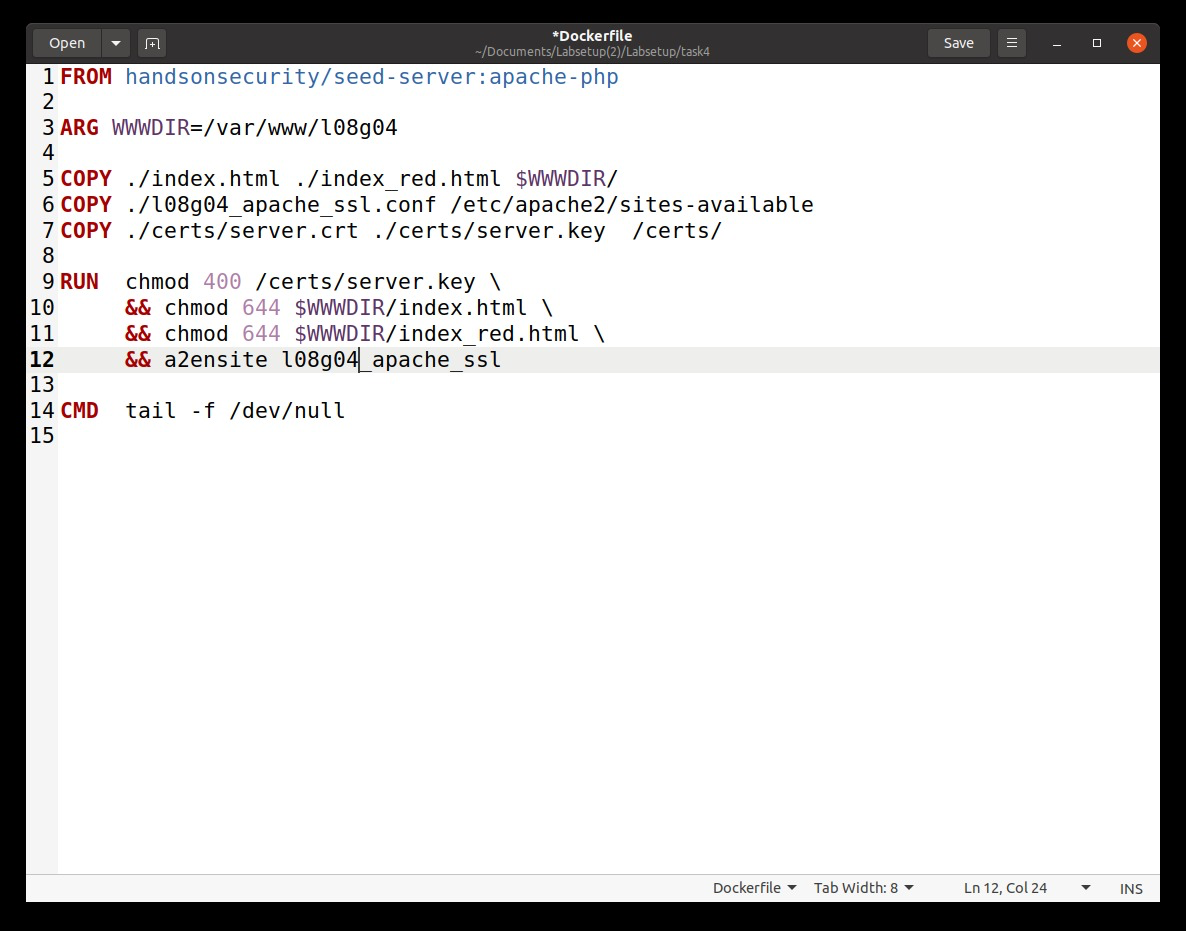 Open
*Dockerfile
~/Documents/Labsetup(2)/Labsetup/task4
Save
1 FROM handsonsecurity/seed-server:apache-php
2
3 ARG WWWDIR=/var/www/l08g04
4
5 COPY ./index.html ./index_red.html $WWWDIR/
6 COPY ./l08g04_apache_ssl.conf /etc/apache2/sites-available
7 COPY ./certs/server.crt ./certs/server.key  /certs/
8
9 RUN  chmod 400 /certs/server.key \
10      && chmod 644 $WWWDIR/index.html \
11      && chmod 644 $WWWDIR/index_red.html \
12      && a2ensite l08g04_apache_ssl
13
14 CMD  tail -f /dev/null
15
Dockerfile Tab Width: 8 Ln 12, Col 24 INS